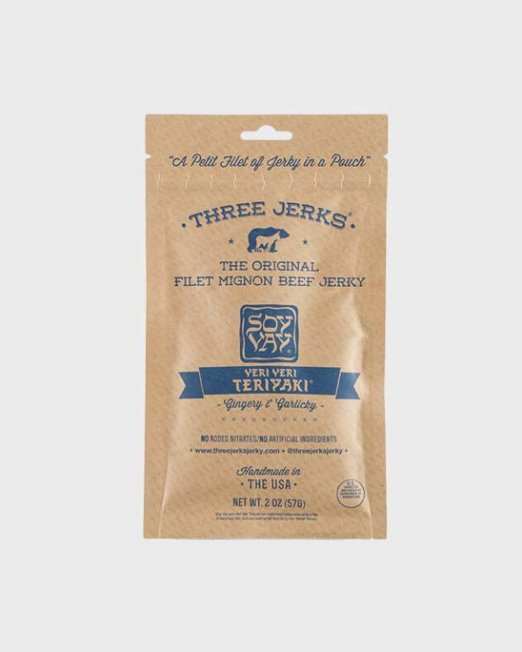 "A Petit Filet of Jerky in a Pouch"
• THREE JERKS® •
THE ORIGINAL
FILET MIGNON BEEF JERKY
SOY
VAY®
VERI VERI
TERIYAKI®
- Gingery & Garlicky -
NO ADDED NITRATES/NO ARTIFICIAL INGREDIENTS
• www.threejerksjerky.com • @threejerksjerky •
Handmade in
• THE USA •
NET WT. 2 OZ (57G)